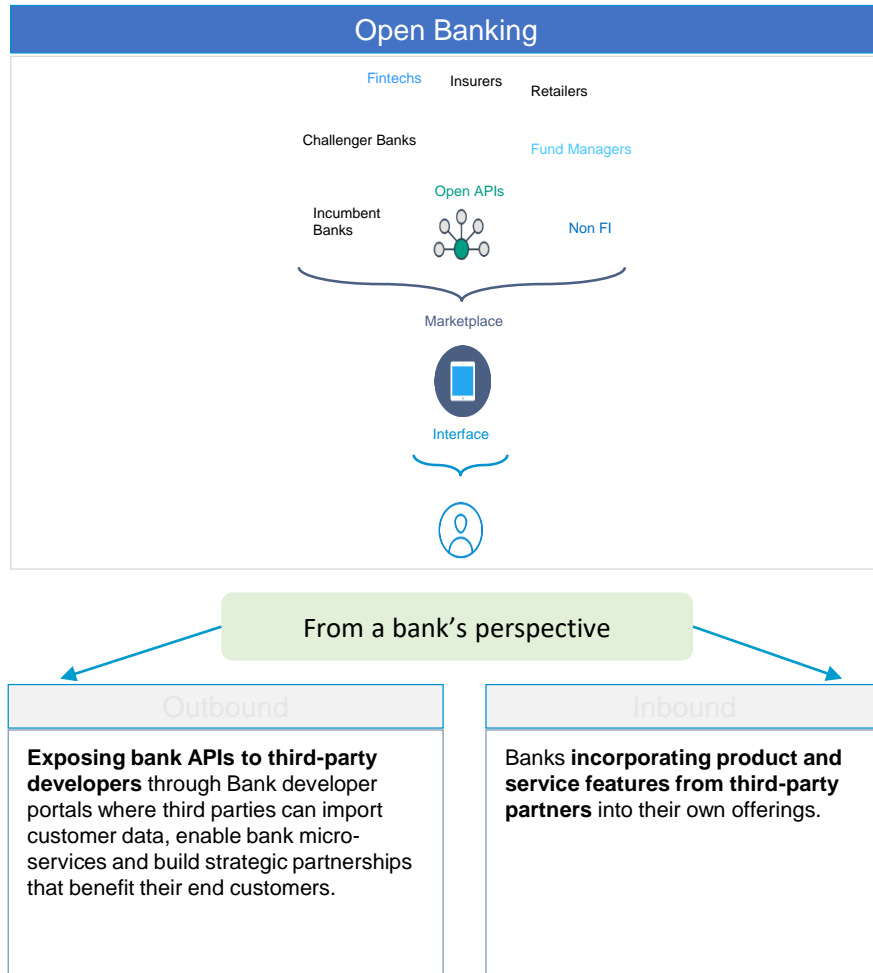 Open Banking
Fintechs
Insurers
Retailers
Challenger Banks
Fund Managers
Open APIs
Incumbent
Banks
Non FI
Marketplace
Interface
From a bank’s perspective
Outbound
Exposing bank APIs to third-party
developers through Bank developer
portals where third parties can import
customer data, enable bank micro-
services and build strategic partnerships
that benefit their end customers.
Inbound
Banks incorporating product and
service features from third-party
partners into their own offerings.